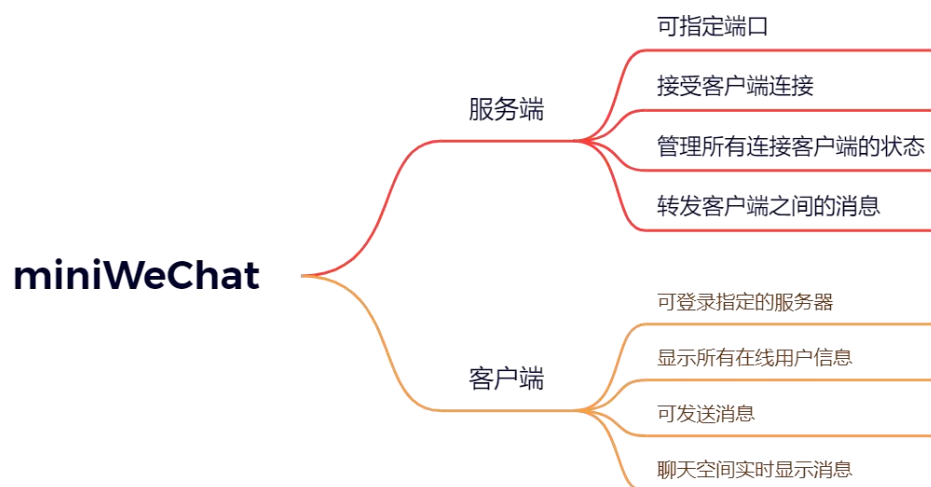 miniWeChat
服务端
可指定端口
接受客户端连接
管理所有连接客户端的状态
转发客户端之间的消息
客户端
可登录指定的服务器
显示所有在线用户信息
可发送消息
聊天空间实时显示消息